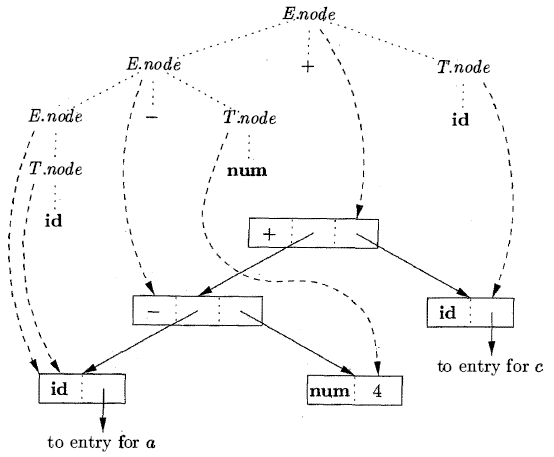 E.node
E.node + T.node
E.node − T.node id
T.node num
id
+
− id
to entry for c
id num 4
to entry for a